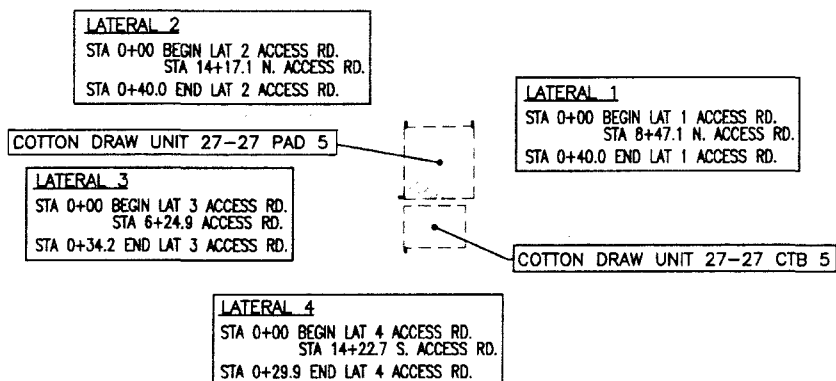 LATERAL 2
STA 0+00 BEGIN LAT 2 ACCESS RD.
STA 14+17.1 N. ACCESS RD.
STA 0+40.0 END LAT 2 ACCESS RD.
LATERAL 1
STA 0+00 BEGIN LAT 1 ACCESS RD.
STA 8+47.1 N. ACCESS RD.
STA 0+40.0 END LAT 1 ACCESS RD.
COTTON DRAW UNIT 27-27 PAD 5
LATERAL 3
STA 0+00 BEGIN LAT 3 ACCESS RD.
STA 6+24.9 ACCESS RD.
STA 0+34.2 END LAT 3 ACCESS RD.
COTTON DRAW UNIT 27-27 CTB 5
LATERAL 4
STA 0+00 BEGIN LAT 4 ACCESS RD.
STA 14+22.7 S. ACCESS RD.
STA 0+29.9 END LAT 4 ACCESS RD.